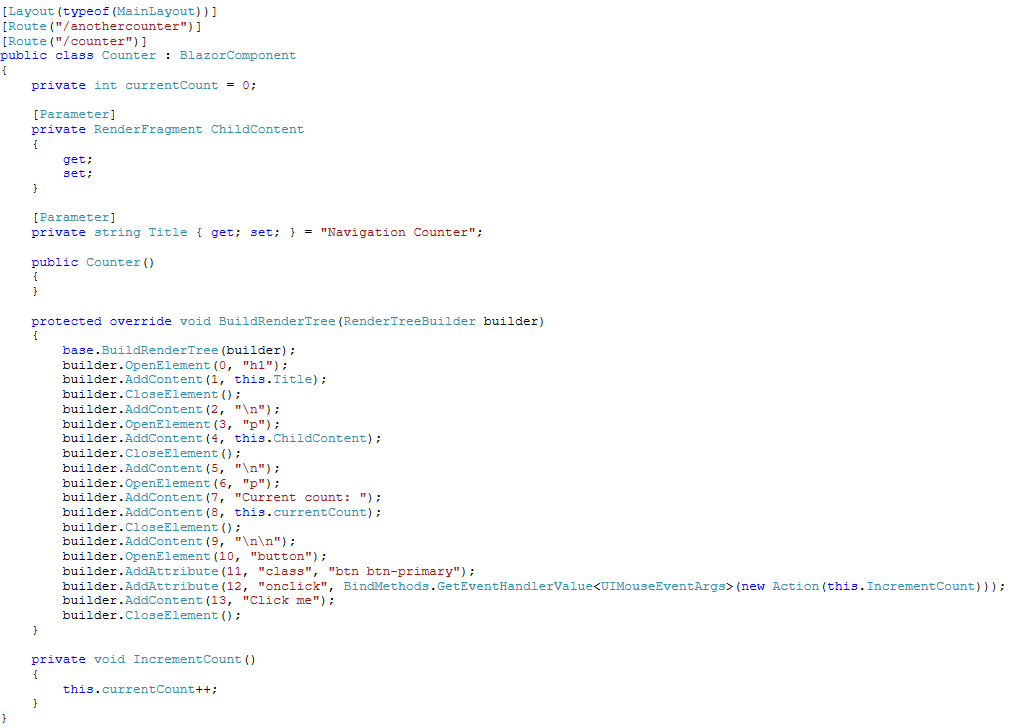 [Layout(typeof(MainLayout))]
[Route("/anothercounter")]
[Route("/counter")]
public class Counter : BlazorComponent
{
    private int currentCount = 0;

    [Parameter]
    private RenderFragment ChildContent
    {
        get;
        set;
    }

    [Parameter]
    private string Title { get; set; } = "Navigation Counter";

    public Counter()
    {
    }

    protected override void BuildRenderTree(RenderTreeBuilder builder)
    {
        base.BuildRenderTree(builder);
        builder.OpenElement(0, "h1");
        builder.AddContent(1, this.Title);
        builder.CloseElement();
        builder.AddContent(2, "\n");
        builder.OpenElement(3, "p");
        builder.AddContent(4, this.ChildContent);
        builder.CloseElement();
        builder.AddContent(5, "\n");
        builder.OpenElement(6, "p");
        builder.AddContent(7, "Current count: ");
        builder.AddContent(8, this.currentCount);
        builder.CloseElement();
        builder.AddContent(9, "\n\n");
        builder.OpenElement(10, "button");
        builder.AddAttribute(11, "class", "btn btn-primary");
        builder.AddAttribute(12, "onclick", BindMethods.GetEventHandlerValue<UIMouseEventArgs>(new Action(this.IncrementCount)));
        builder.AddContent(13, "Click me");
        builder.CloseElement();
    }

    private void IncrementCount()
    {
        this.currentCount++;
    }
}